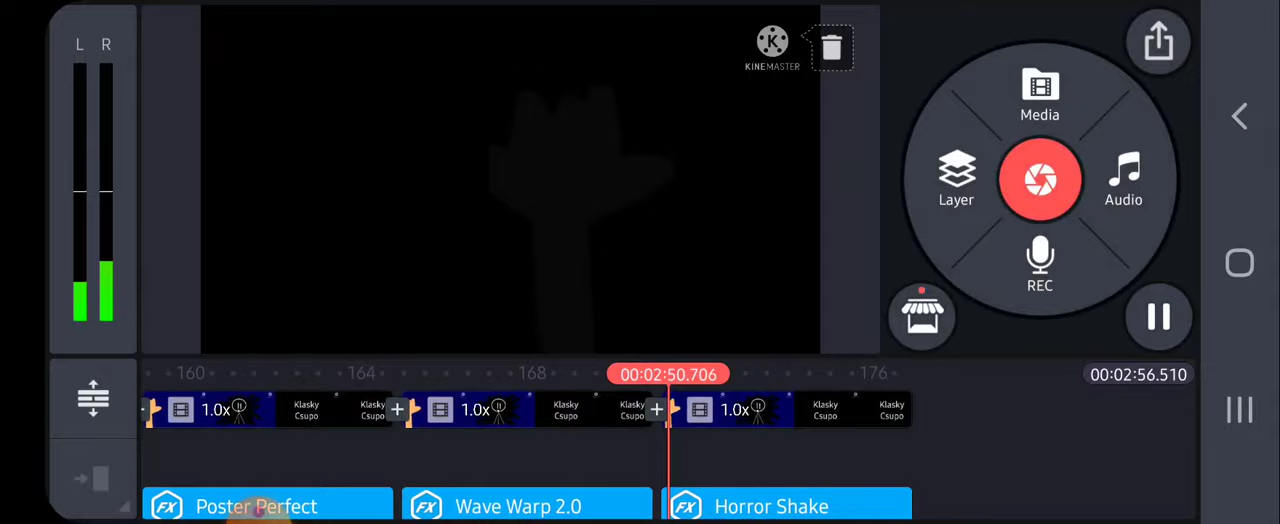 L R
K
KINEMASTER
Media
Layer
Audio
REC
160 164 168 00:02:50.706 176 00:02:56.510
1.0x Klasky Csupo Klasky Csupo 1.0x Klasky Csupo Klasky Csupo 1.0x Klasky Csupo Klasky Csupo
FX Poster Perfect FX Wave Warp 2.0 FX Horror Shake